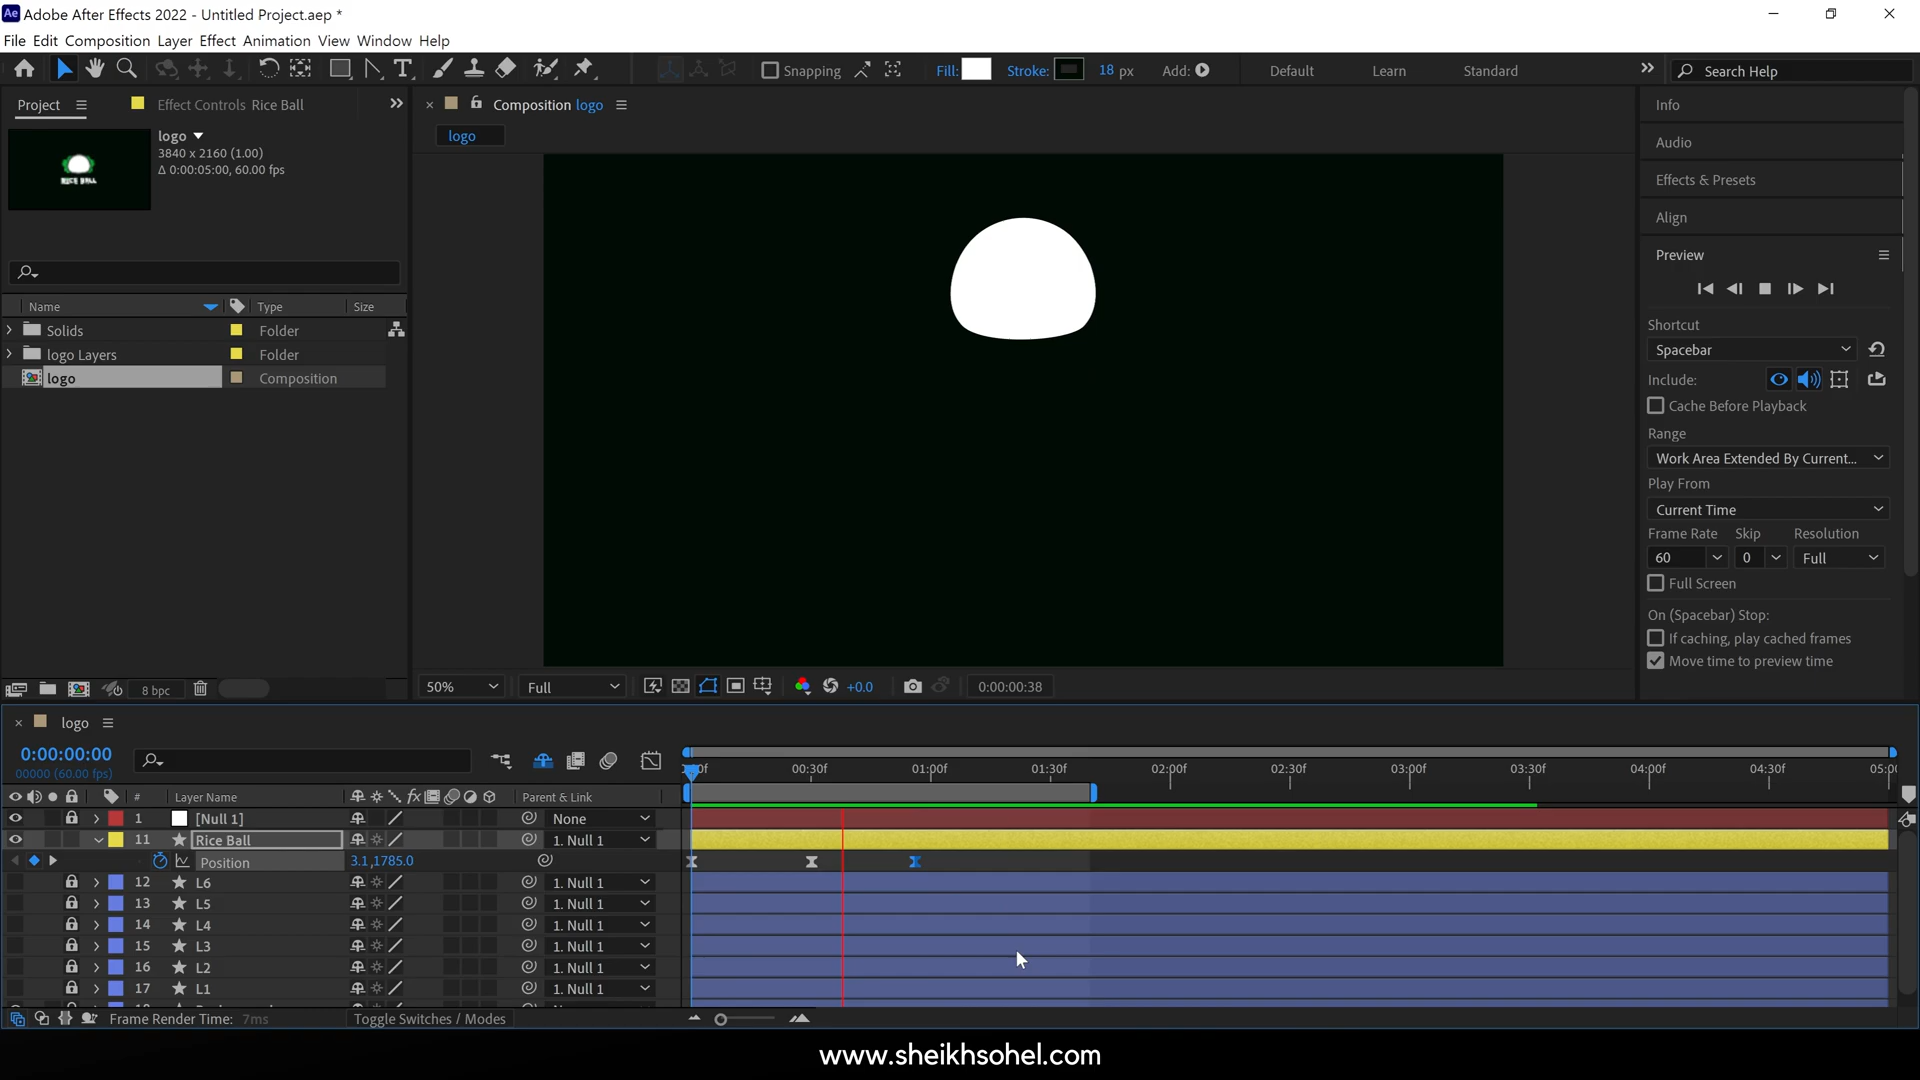 Ae Adobe After Effects 2022 - Untitled Project.aep *
File Edit Composition Layer Effect Animation View Window Help
Snapping
Fill: Stroke: 18 px Add:
Default Learn Standard
Search Help
Project Effect Controls Rice Ball
Composition logo
logo
logo
3840 x 2160 (1.00)
Δ 0:00:05:00, 60.00 fps
RICE BALL
Name Type Size
Solids Folder
logo Layers Folder
logo Composition
8 bpc
50% Full +0.0 0:00:00:38
Info
Audio
Effects & Presets
Align
Preview
Shortcut
Spacebar
Include:
Cache Before Playback
Range
Work Area Extended By Current...
Play From
Current Time
Frame Rate Skip Resolution
60 0 Full
Full Screen
On (Spacebar) Stop:
If caching, play cached frames
Move time to preview time
logo
0:00:00:00
00000 (60.00 fps)
00:30f 01:00f 01:30f 02:00f 02:30f 03:00f 03:30f 04:00f 04:30f
# Layer Name fx Parent & Link
1 [Null 1] None
11 Rice Ball 1. Null 1
Position 3.1,1785.0
12 L6 1. Null 1
13 L5 1. Null 1
14 L4 1. Null 1
15 L3 1. Null 1
16 L2 1. Null 1
17 L1 1. Null 1
Frame Render Time: 7ms Toggle Switches / Modes
www.sheikhsohel.com